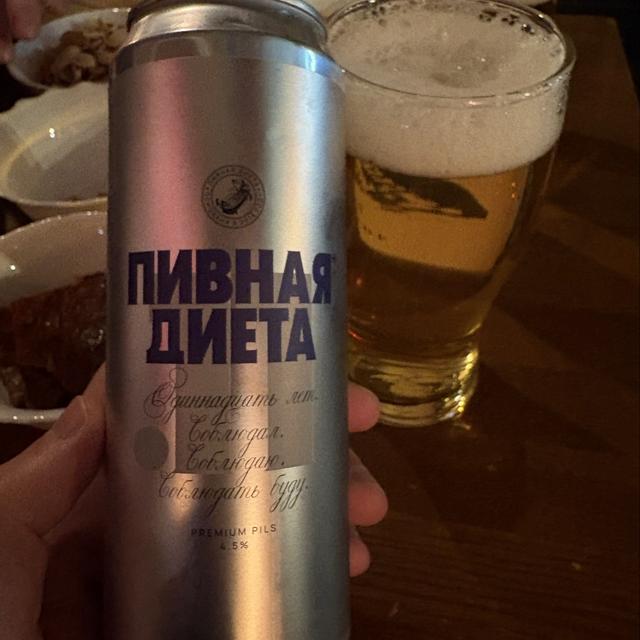 ПИВНАЯ
ДИЕТА
Одиннадцать лет.
Соблюдал.
Соблюдаю.
Соблюдать буду.
PREMIUM PILS
4.5%